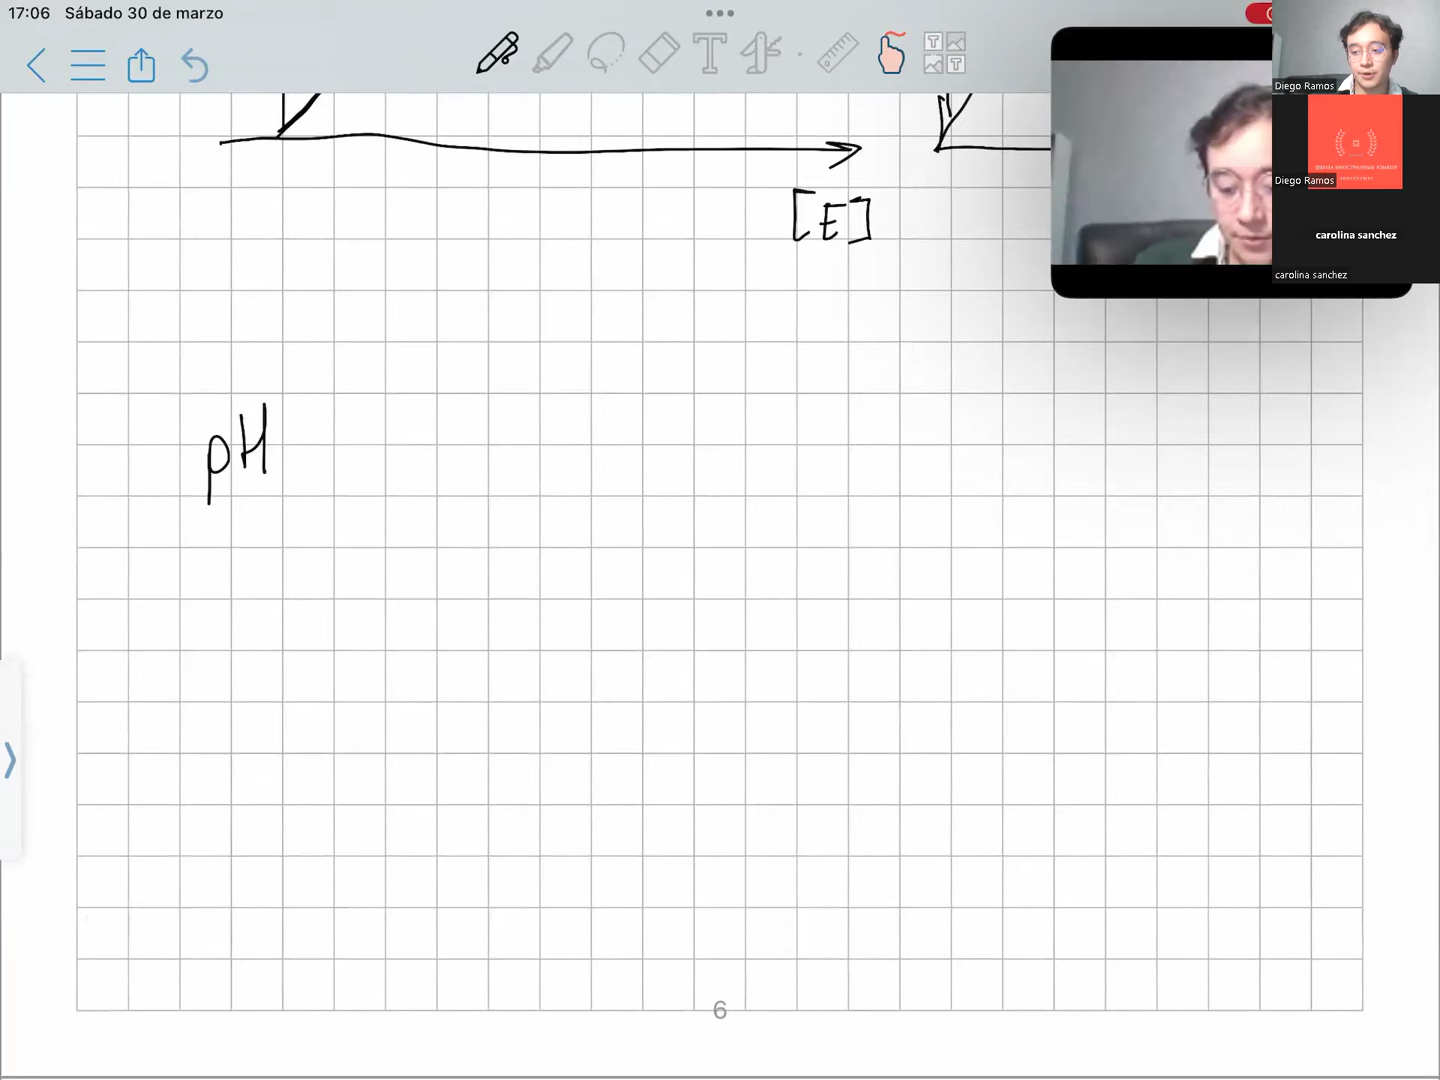 17:06 Sábado 30 de marzo
Diego Ramos
Diego Ramos
carolina sanchez
carolina sanchez
[E]
pH
6